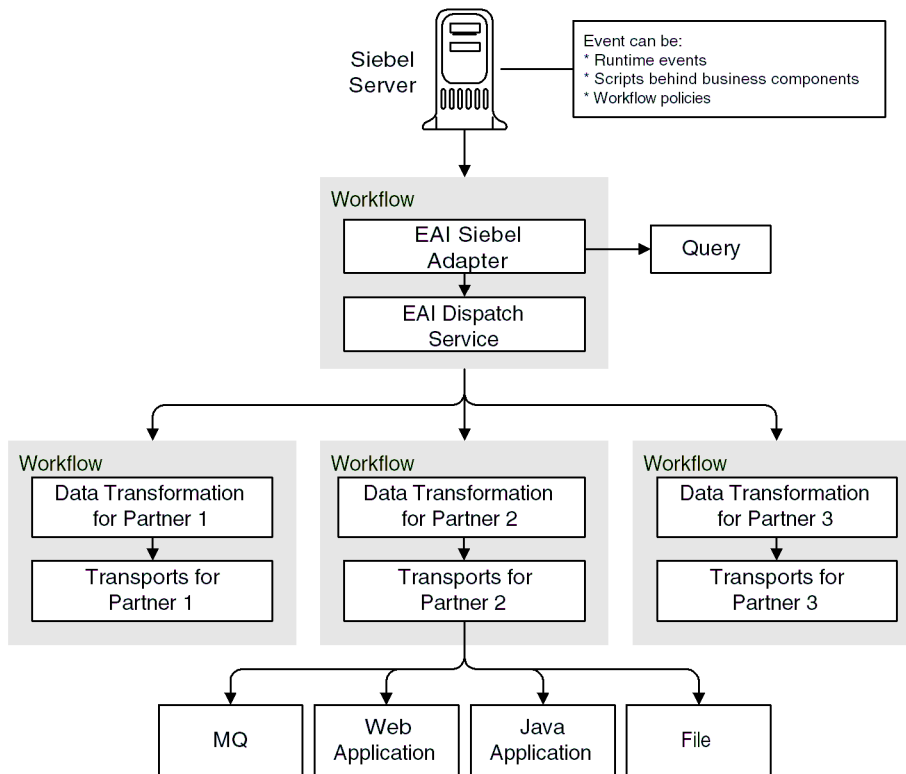 Siebel
Server
Event can be:
* Runtime events
* Scripts behind business components
* Workflow policies
Workflow
EAI Siebel
Adapter
Query
EAI Dispatch
Service
Workflow
Data Transformation
for Partner 1
Transports for
Partner 1
Workflow
Data Transformation
for Partner 2
Transports for
Partner 2
Workflow
Data Transformation
for Partner 3
Transports for
Partner 3
MQ
Web
Application
Java
Application
File